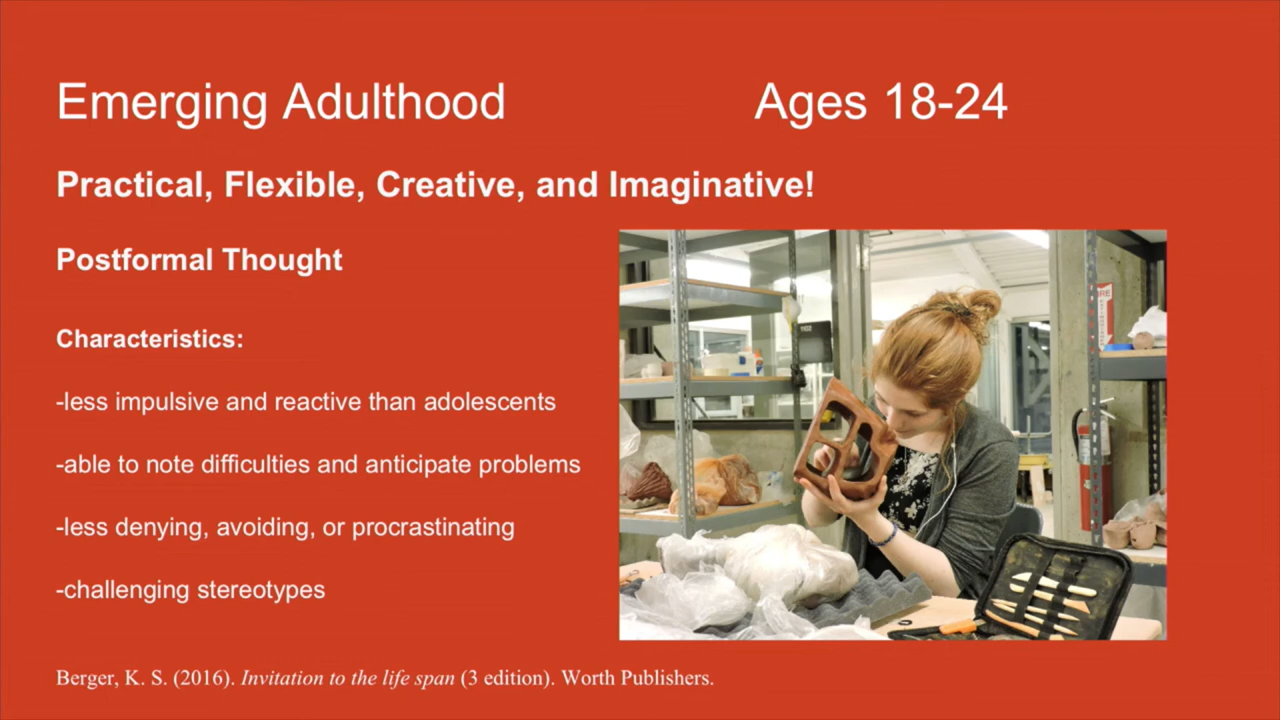 Emerging Adulthood Ages 18-24
Practical, Flexible, Creative, and Imaginative!
Postformal Thought
Characteristics:
-less impulsive and reactive than adolescents
-able to note difficulties and anticipate problems
-less denying, avoiding, or procrastinating
-challenging stereotypes
Berger, K. S. (2016). Invitation to the life span (3 edition). Worth Publishers.